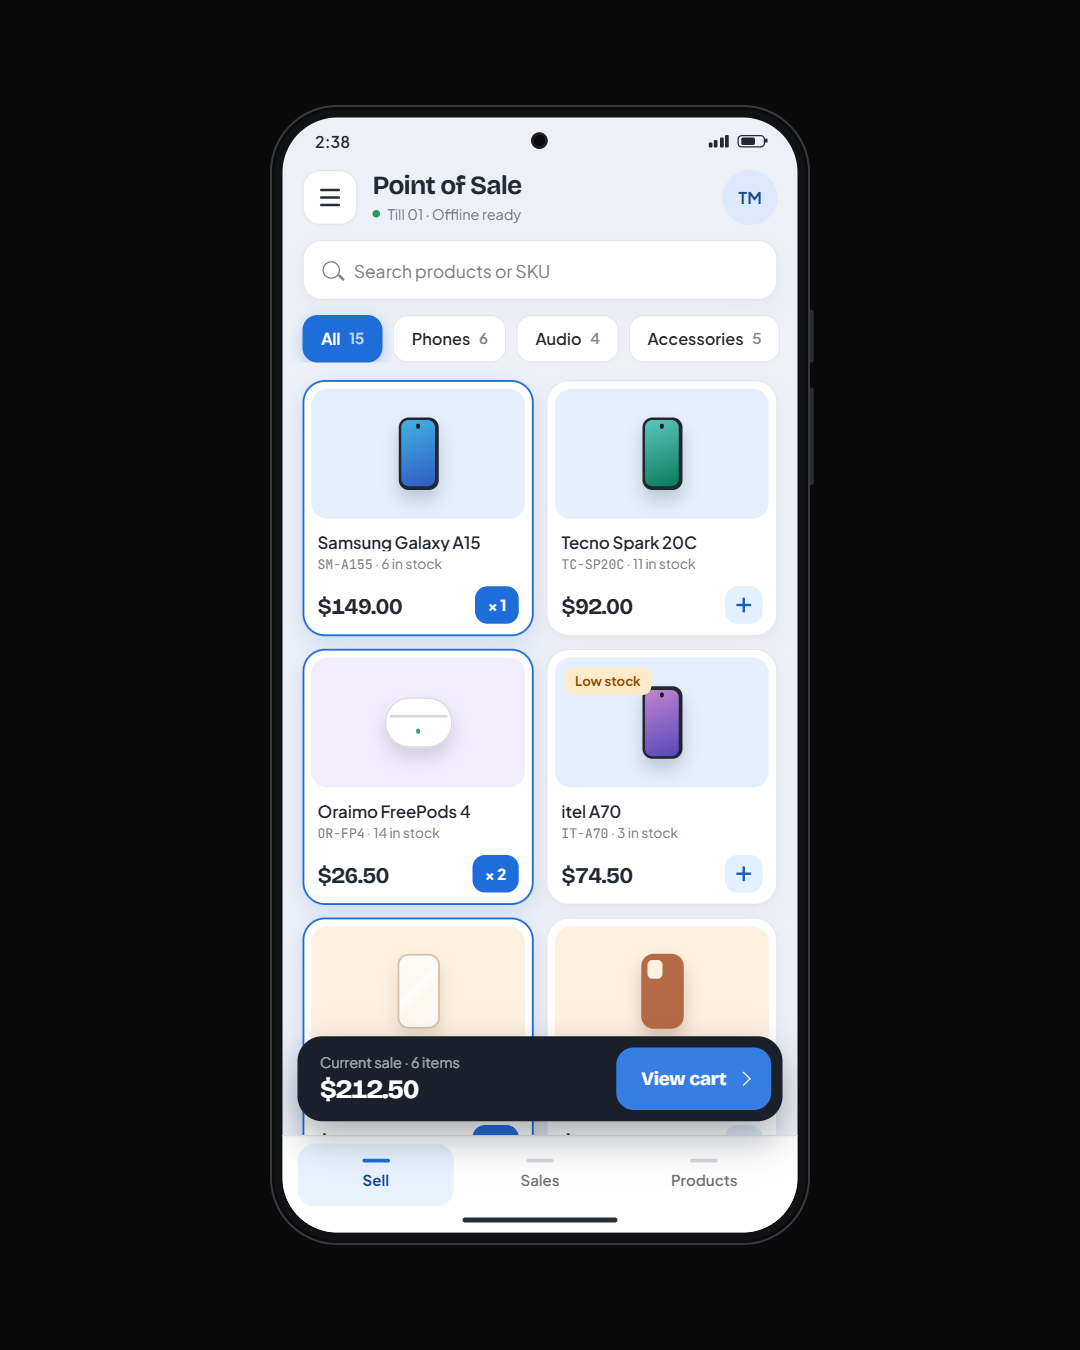 2:38
Point of Sale
Till 01 · Offline ready
TM
Search products or SKU
All 15
Phones 6
Audio 4
Accessories 5
Samsung Galaxy A15
SM-A155 · 6 in stock
$149.00
× 1
Tecno Spark 20C
TC-SP20C · 11 in stock
$92.00
+
Oraimo FreePods 4
OR-FP4 · 14 in stock
$26.50
× 2
Low stock
itel A70
IT-A70 · 3 in stock
$74.50
+
Current sale · 6 items
$212.50
View cart
Sell
Sales
Products